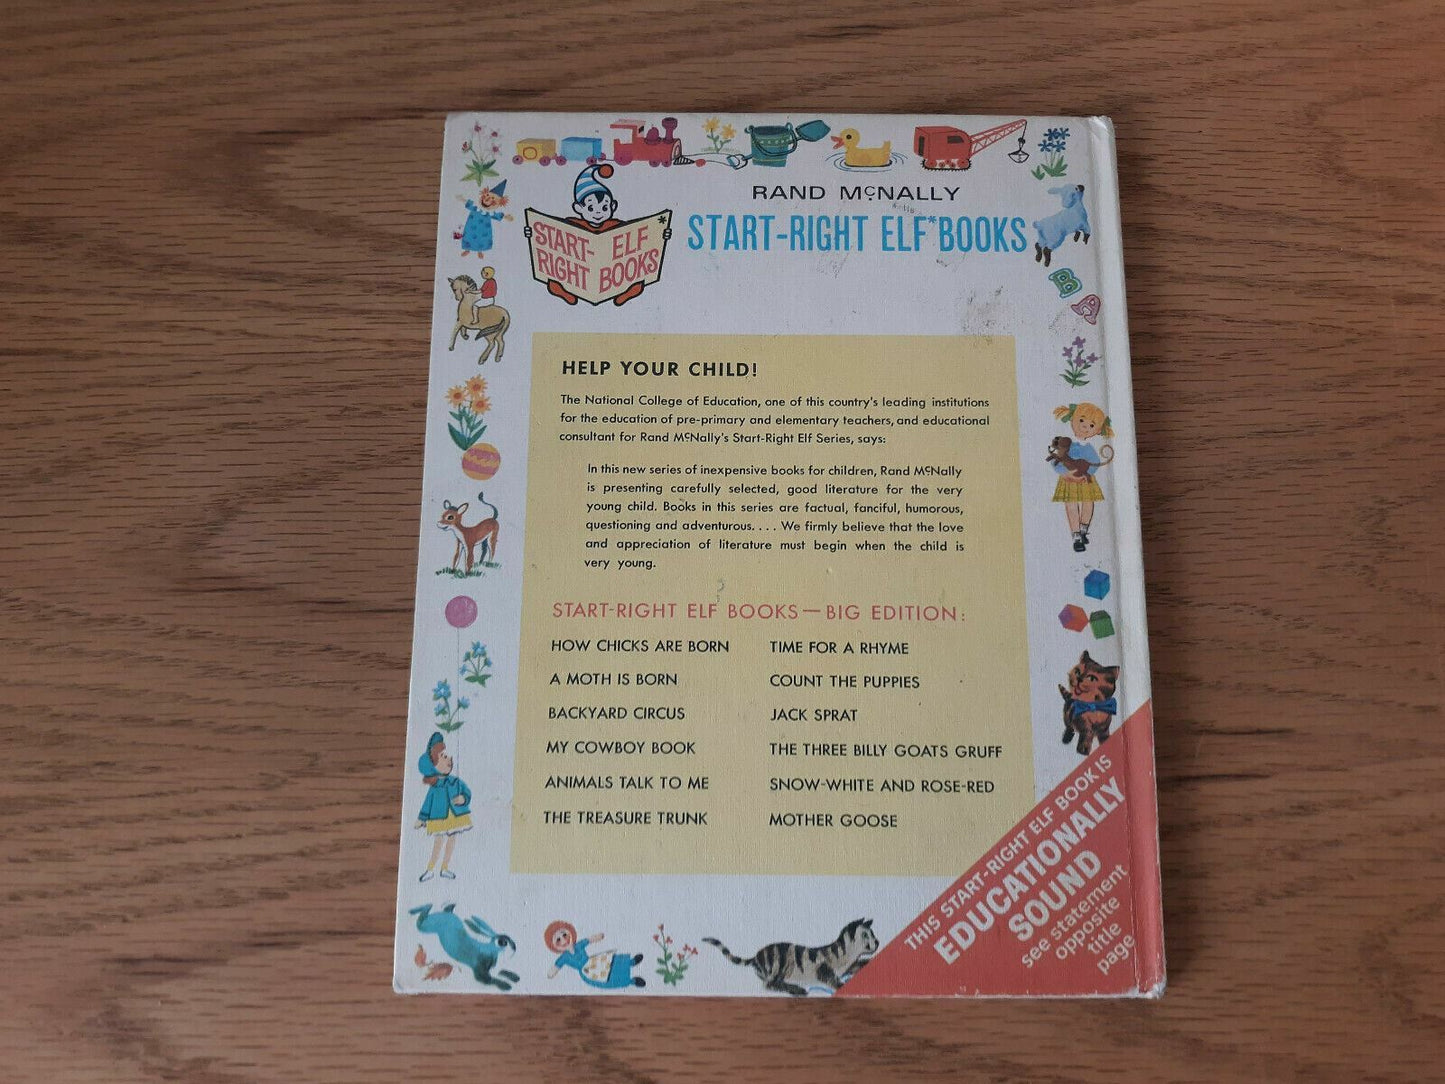 RAND McNALLY
START-RIGHT ELF* BOOKS
START-
RIGHT
ELF*
BOOKS
B
A
HELP YOUR CHILD!
The National College of Education, one of this country's leading institutions
for the education of pre-primary and elementary teachers, and educational
consultant for Rand McNally's Start-Right Elf Series, says:
In this new series of inexpensive books for children, Rand McNally
is presenting carefully selected, good literature for the very
young child. Books in this series are factual, fanciful, humorous,
questioning and adventurous. . . . We firmly believe that the love
and appreciation of literature must begin when the child is
very young.
START-RIGHT ELF BOOKS—BIG EDITION:
HOW CHICKS ARE BORN
A MOTH IS BORN
BACKYARD CIRCUS
MY COWBOY BOOK
ANIMALS TALK TO ME
THE TREASURE TRUNK
TIME FOR A RHYME
COUNT THE PUPPIES
JACK SPRAT
THE THREE BILLY GOATS GRUFF
SNOW-WHITE AND ROSE-RED
MOTHER GOOSE
THIS START-RIGHT ELF BOOK IS
EDUCATIONALLY
SOUND
see statement
opposite
title
page